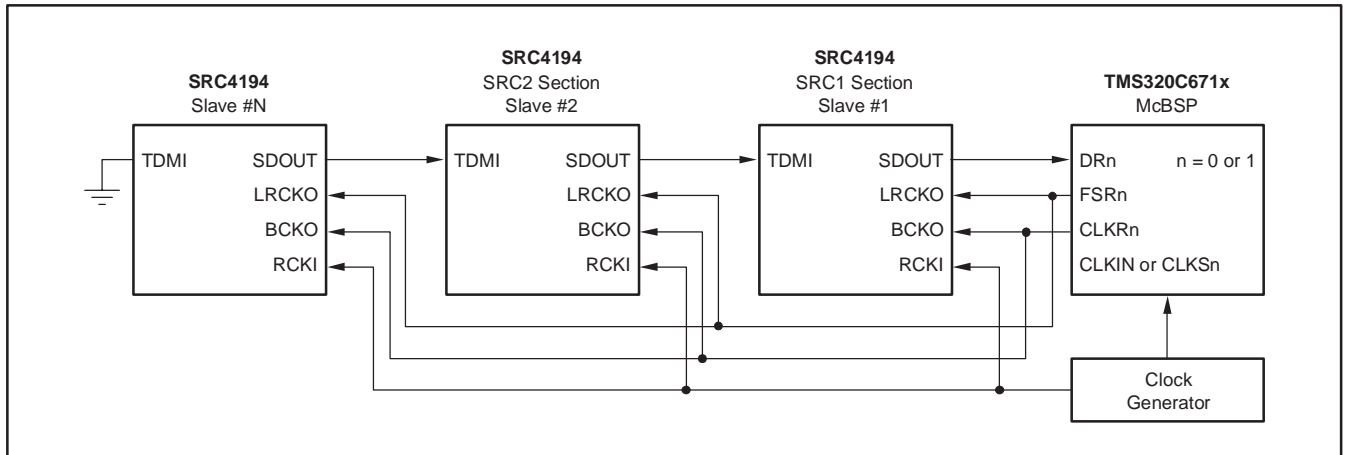 SRC4194
Slave #N
TDMI
SDOUT
LRCKO
BCKO
RCKI
SRC4194
SRC2 Section
Slave #2
TDMI
SDOUT
LRCKO
BCKO
RCKI
SRC4194
SRC1 Section
Slave #1
TDMI
SDOUT
LRCKO
BCKO
RCKI
TMS320C671x
McBSP
DRn
n = 0 or 1
FSRn
CLKRn
CLKIN or CLKSn
Clock
Generator